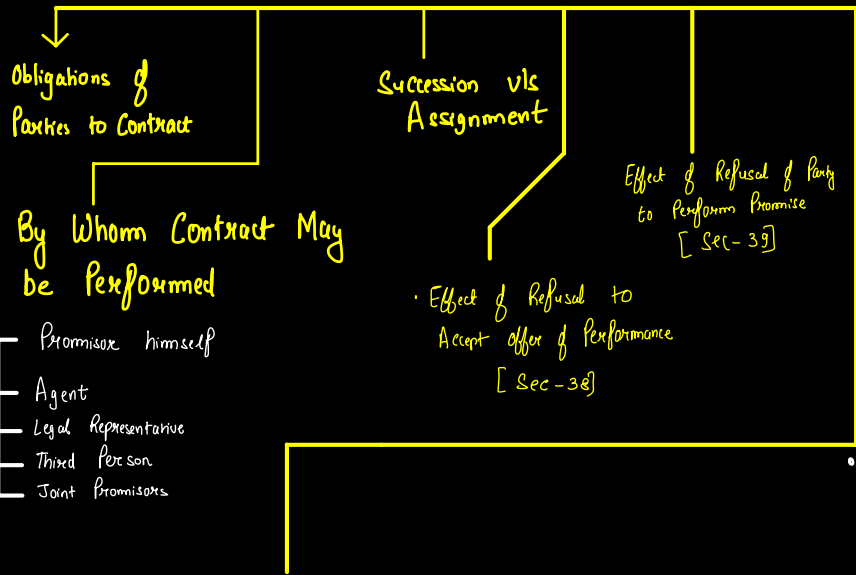 Obligations of
Parties to Contract
By Whom Contract May
be Performed
Promisor himself
Agent
Legal Representative
Third Person
Joint Promisors
Succession v/s
Assignment
· Effect of Refusal to
Accept offer of Performance
[Sec-38]
Effect of Refusal of Party
to Perform Promise
[Sec-39]